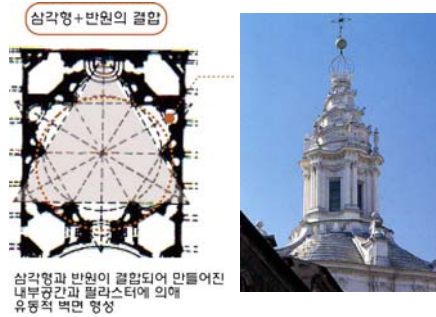 삼각형+반원의 결합
삼각형과 반원이 결합되어 만들어진
내부공간과 필라스터에 의해
유동적 벽면 형성